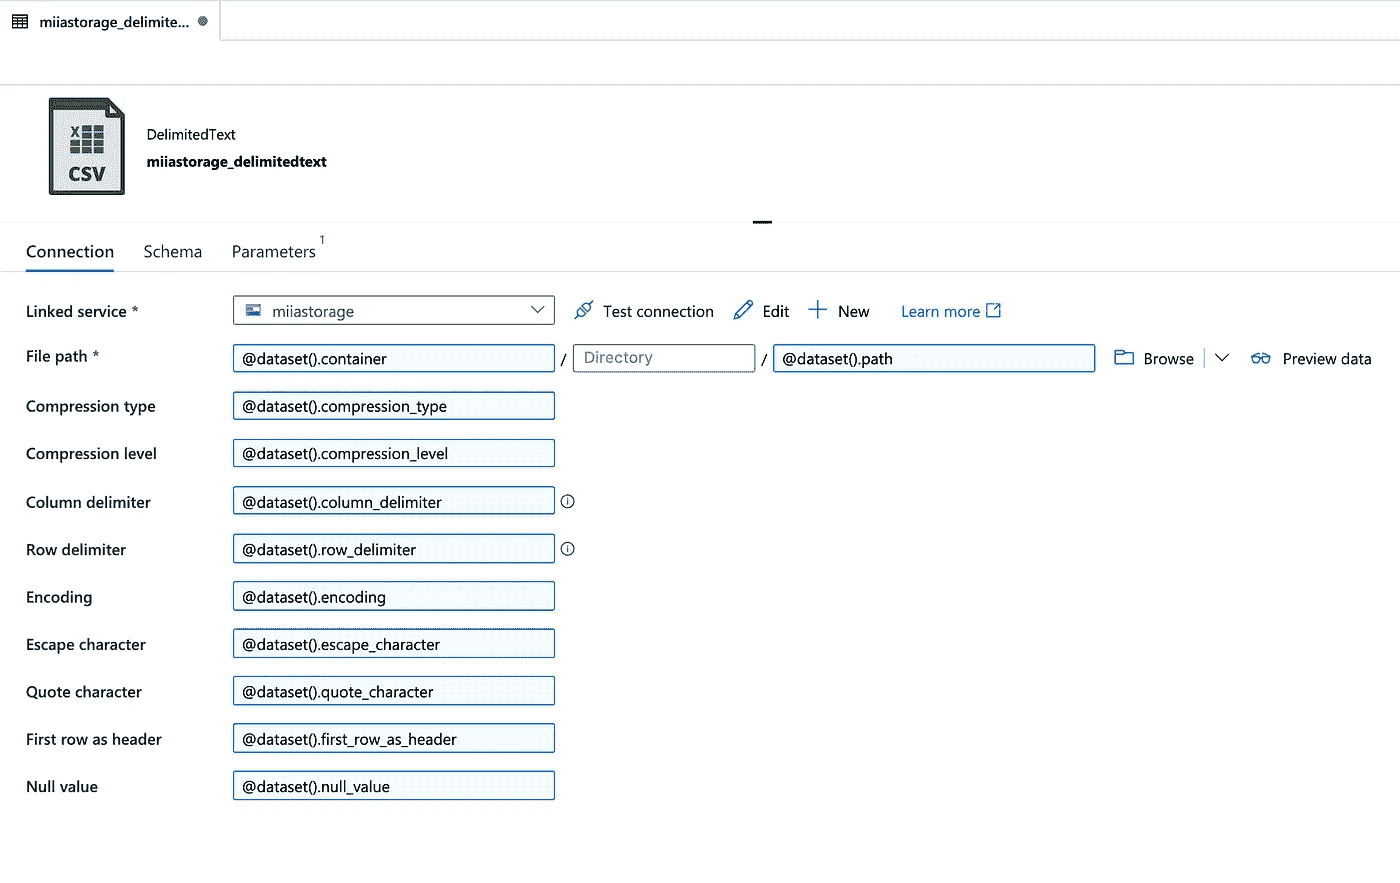 miiastorage_delimite...
X
CSV
DelimitedText
miiastorage_delimitedtext
Connection Schema Parameters 1
Linked service * miiastorage Test connection Edit New Learn more
File path * @dataset().container / Directory / @dataset().path Browse Preview data
Compression type @dataset().compression_type
Compression level @dataset().compression_level
Column delimiter @dataset().column_delimiter
Row delimiter @dataset().row_delimiter
Encoding @dataset().encoding
Escape character @dataset().escape_character
Quote character @dataset().quote_character
First row as header @dataset().first_row_as_header
Null value @dataset().null_value